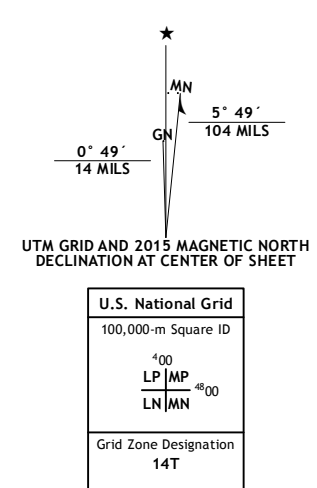 ★
MN
GN
5° 49´
104 MILS
0° 49´
14 MILS
UTM GRID AND 2015 MAGNETIC NORTH
DECLINATION AT CENTER OF SHEET
U.S. National Grid
100,000-m Square ID
⁴00
LP MP
⁴⁸00
LN MN
Grid Zone Designation
14T